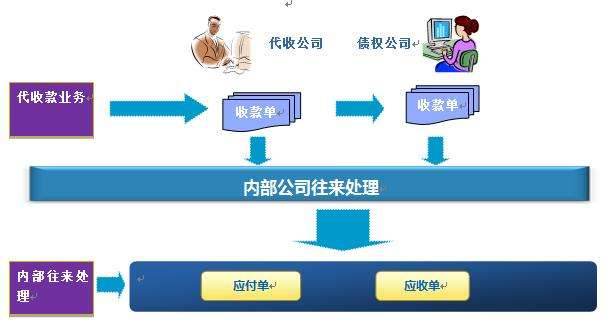 代收公司
债权公司
代收款业务
收款单
收款单
内部公司往来处理
内部往来处
理
应付单
应收单